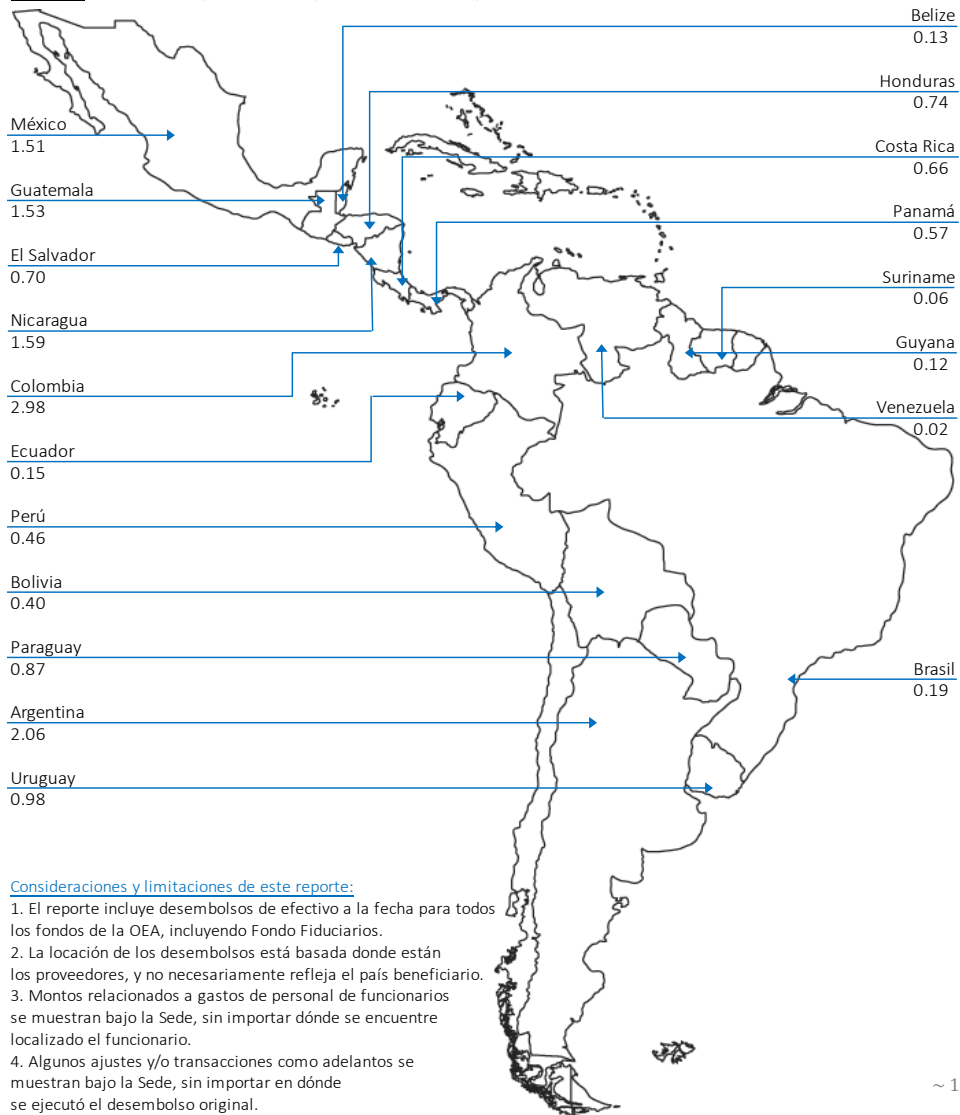 Belize
0.13
Honduras
0.74
México
1.51
Costa Rica
0.66
Guatemala
1.53
Panamá
0.57
El Salvador
0.70
Suriname
0.06
Nicaragua
1.59
Guyana
0.12
Colombia
2.98
Venezuela
0.02
Ecuador
0.15
Perú
0.46
Bolivia
0.40
Paraguay
0.87
Brasil
0.19
Argentina
2.06
Uruguay
0.98
Consideraciones y limitaciones de este reporte:
1. El reporte incluye desembolsos de efectivo a la fecha para todos
los fondos de la OEA, incluyendo Fondo Fiduciarios.
2. La locación de los desembolsos está basada donde están
los proveedores, y no necesariamente refleja el país beneficiario.
3. Montos relacionados a gastos de personal de funcionarios
se muestran bajo la Sede, sin importar dónde se encuentre
localizado el funcionario.
4. Algunos ajustes y/o transacciones como adelantos se
muestran bajo la Sede, sin importar en dónde
se ejecutó el desembolso original.
~ 1